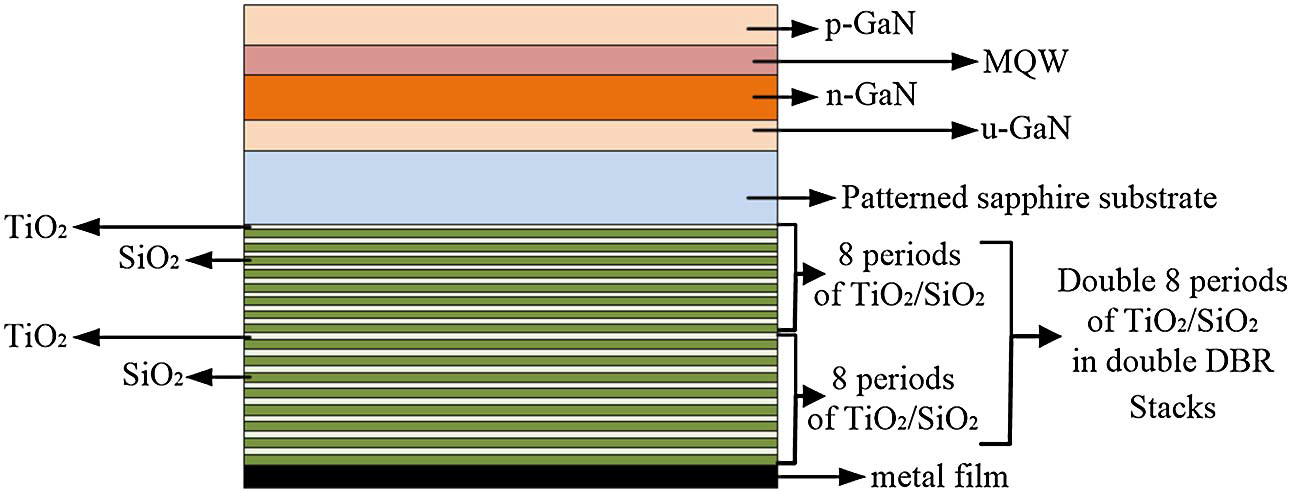 p-GaN
MQW
n-GaN
u-GaN
Patterned sapphire substrate
TiO₂
SiO₂
8 periods
of TiO₂/SiO₂
Double 8 periods
of TiO₂/SiO₂
in double DBR
Stacks
TiO₂
SiO₂
8 periods
of TiO₂/SiO₂
metal film